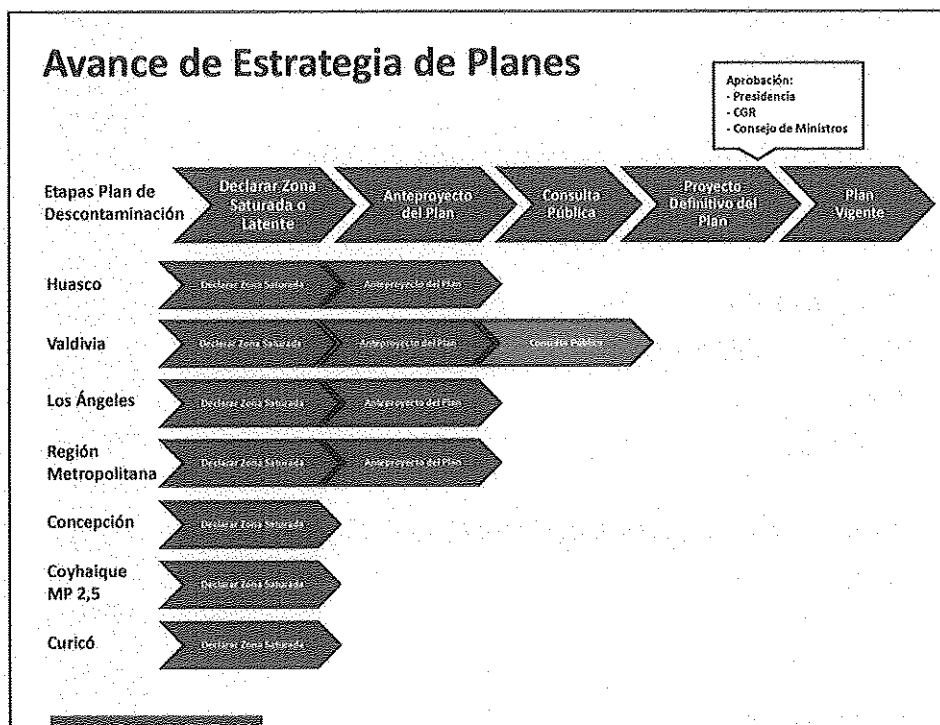 Avance de Estrategia de Planes
Aprobación:
- Presidencia
- CGR
- Consejo de Ministros
Etapas Plan de
Descontaminación
Declarar Zona
Saturada o
Latente
Anteproyecto
del Plan
Consulta
Pública
Proyecto
Definitivo del
Plan
Plan
Vigente
Huasco
Declarar Zona Saturada
Anteproyecto del Plan
Valdivia
Declarar Zona Saturada
Anteproyecto del Plan
Consulta Pública
Los Ángeles
Declarar Zona Saturada
Anteproyecto del Plan
Región
Metropolitana
Declarar Zona Saturada
Anteproyecto del Plan
Concepción
Declarar Zona Saturada
Coyhaique
MP 2,5
Declarar Zona Saturada
Curicó
Declarar Zona Saturada